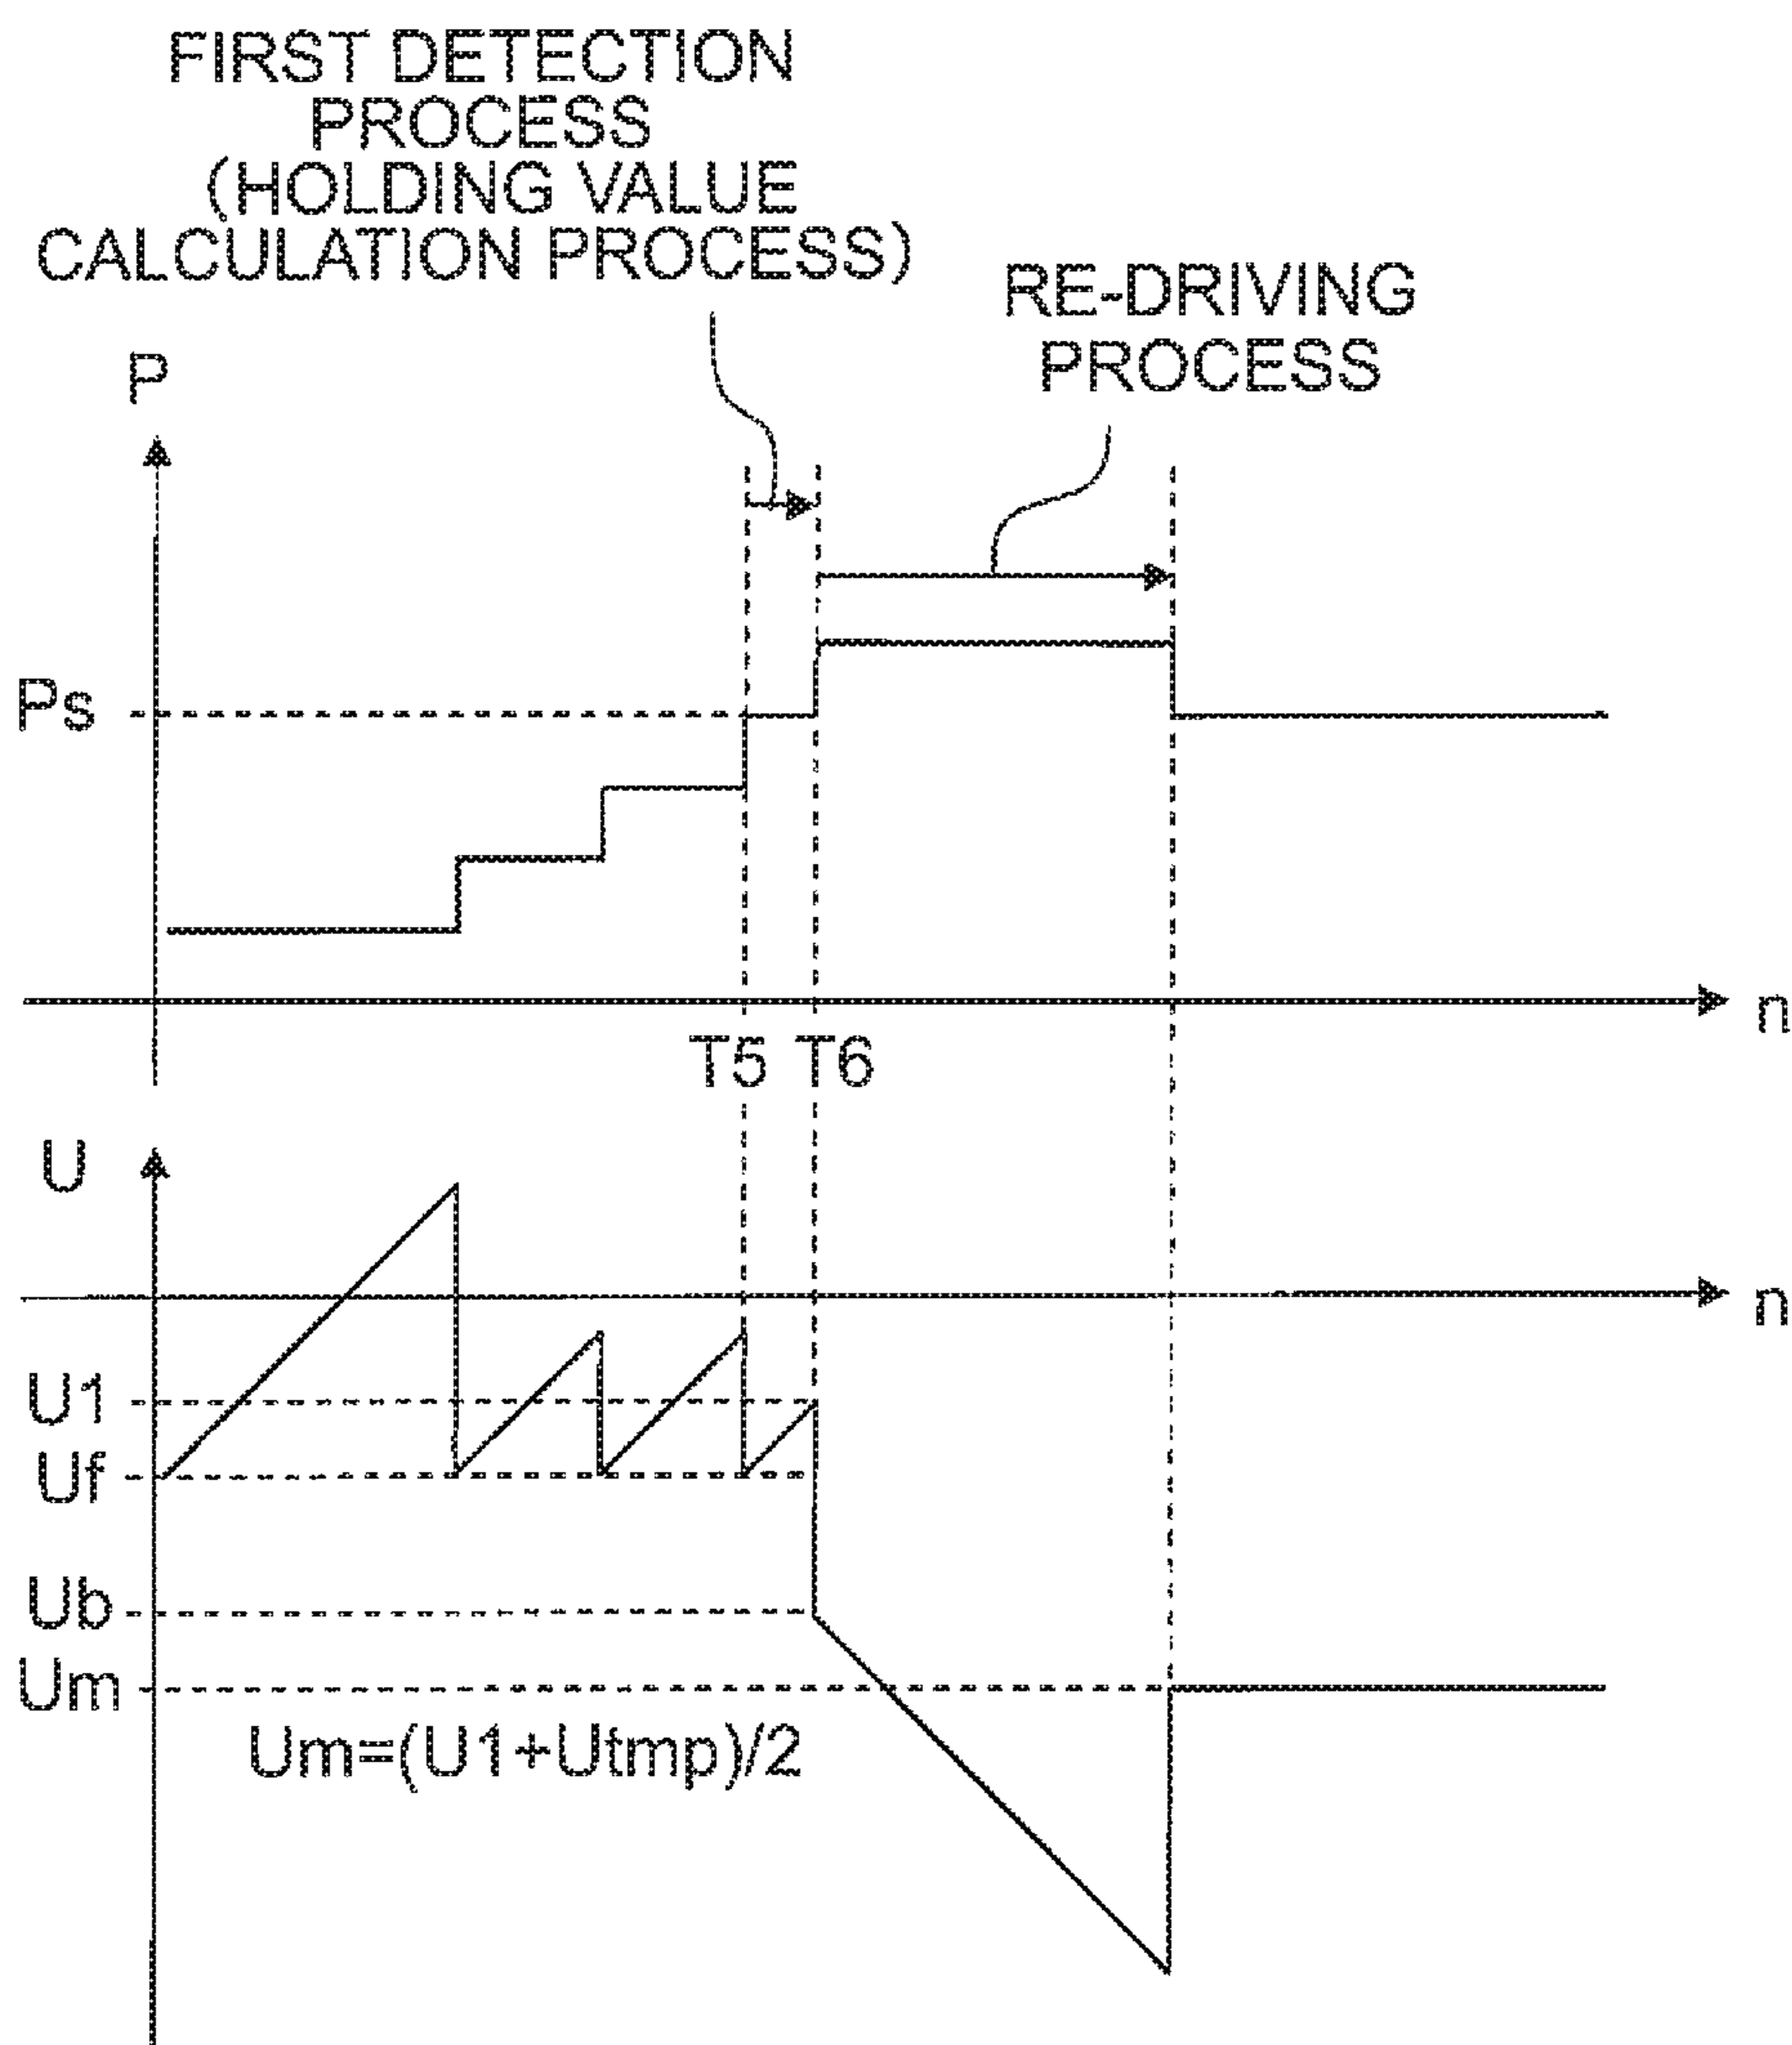 FIRST DETECTION
PROCESS
(HOLDING VALUE
CALCULATION PROCESS)
RE-DRIVING
PROCESS
P
Ps
n
T5 T6
U
n
U1
Uf
Ub
Um
Um=(U1+Utmp)/2